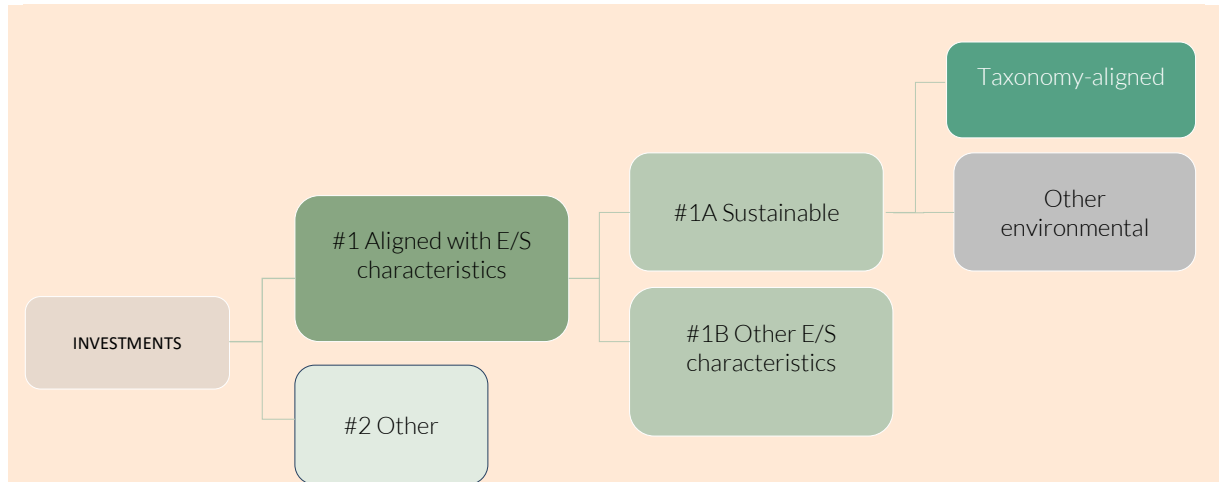 Taxonomy-aligned
Other
environmental
#1A Sustainable
#1 Aligned with E/S
characteristics
#1B Other E/S
characteristics
INVESTMENTS
#2 Other